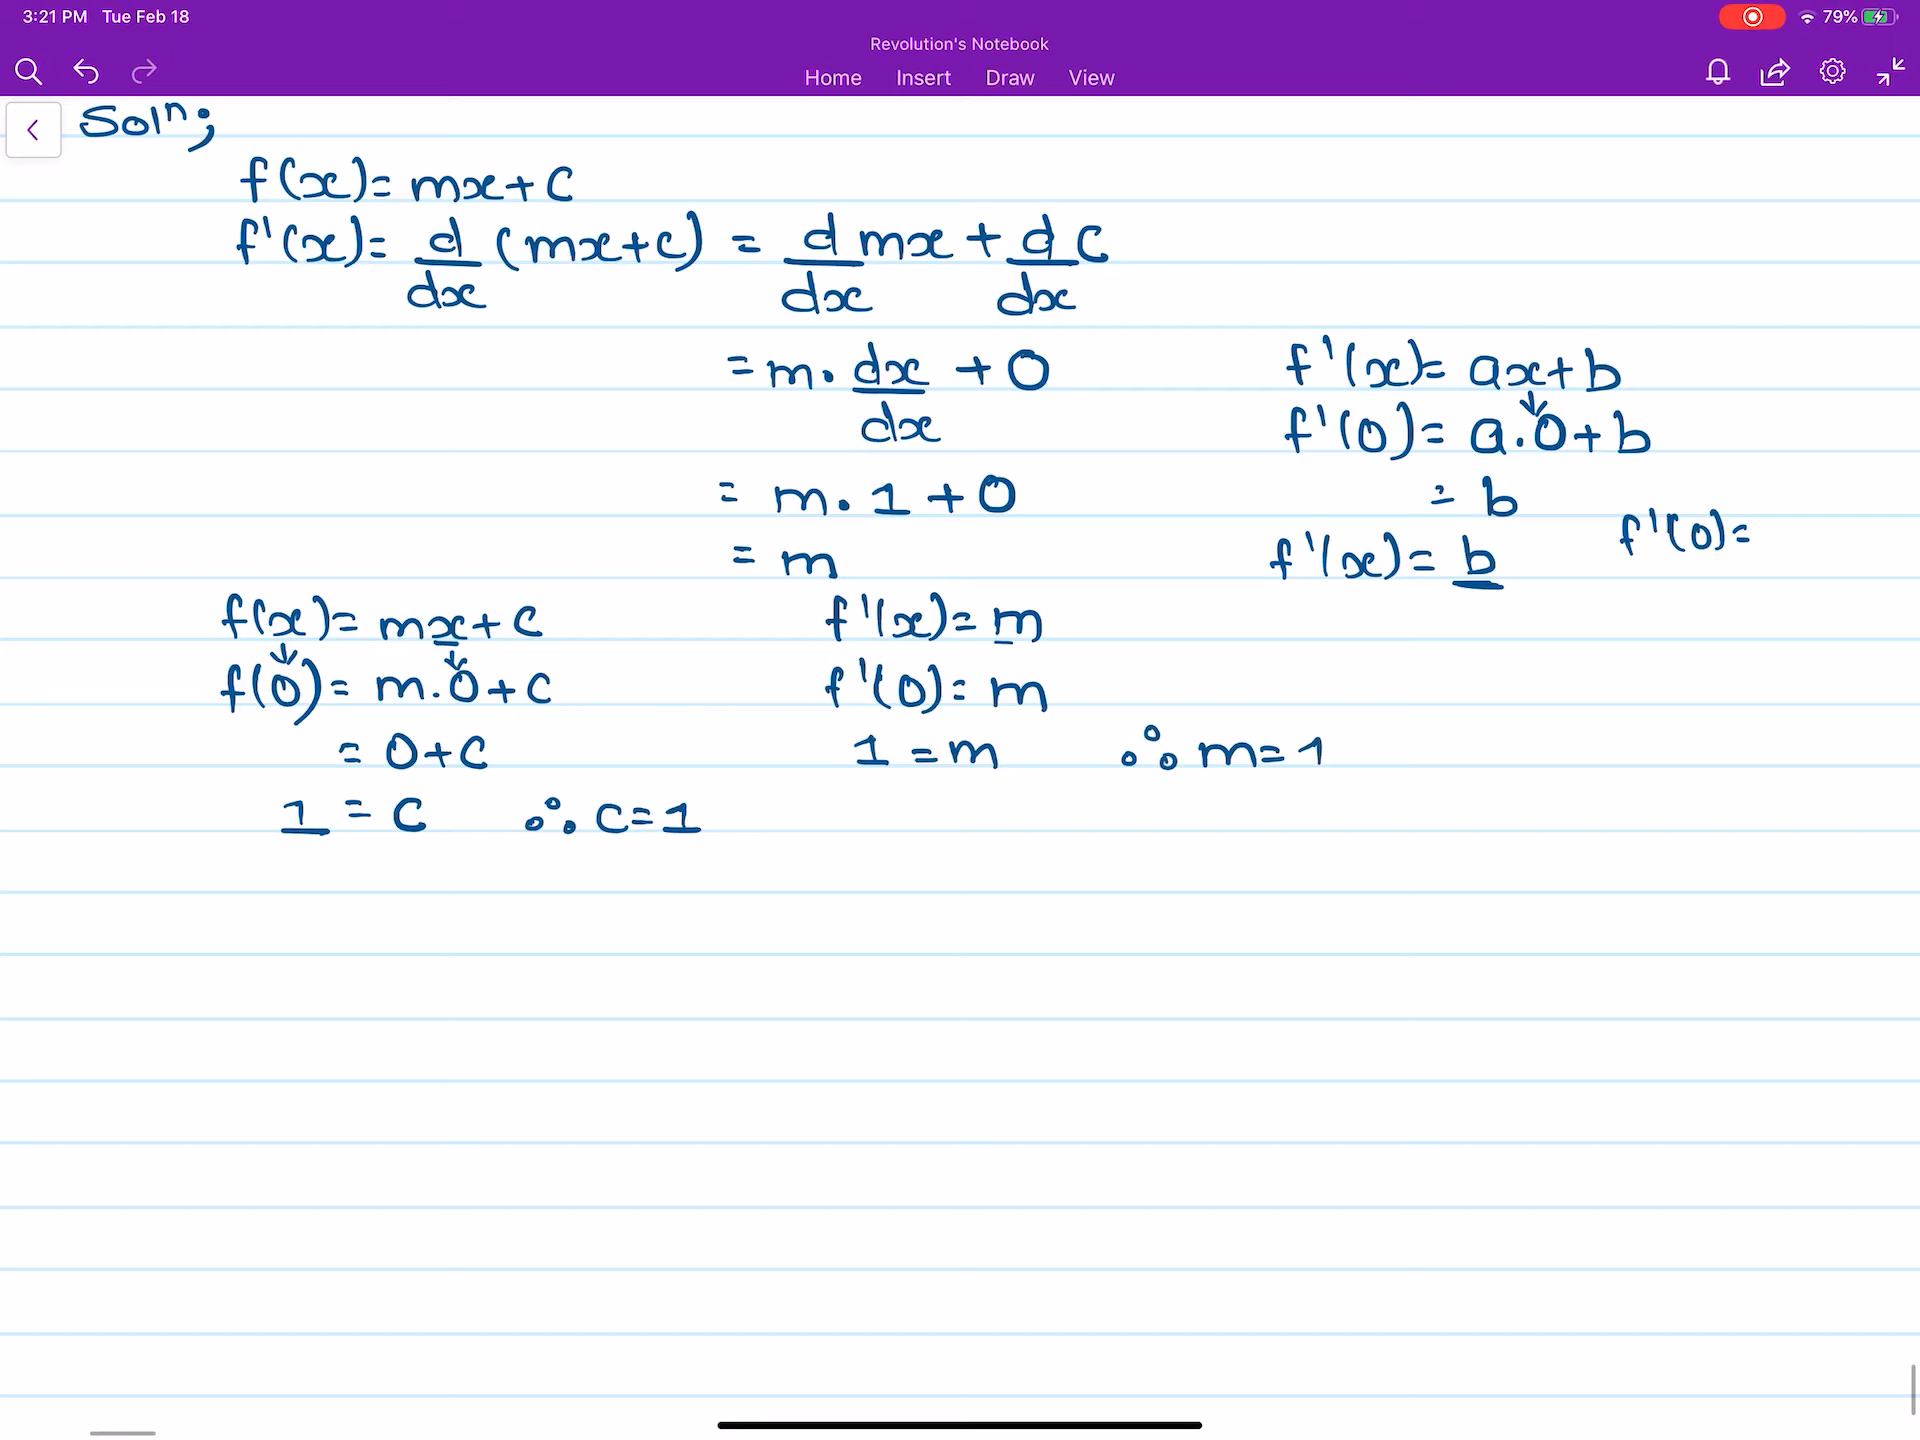 3:21 PM Tue Feb 18
79%
Revolution's Notebook
Home Insert Draw View
Solⁿ;
f(x)= mx+c
f'(x)= d/dx (mx+c) = d/dx mx + d/dx c
= m. dx/dx + 0
= m. 1 + 0
= m
f'(x)= ax+b
f'(0)= a.0+b
= b
f'(x)= b
f'(0)=
f(x)= mx+c
f(0)= m.0+c
= 0+c
1 = c ∴ c=1
f'(x)= m
f'(0)= m
1 = m ∴ m=1